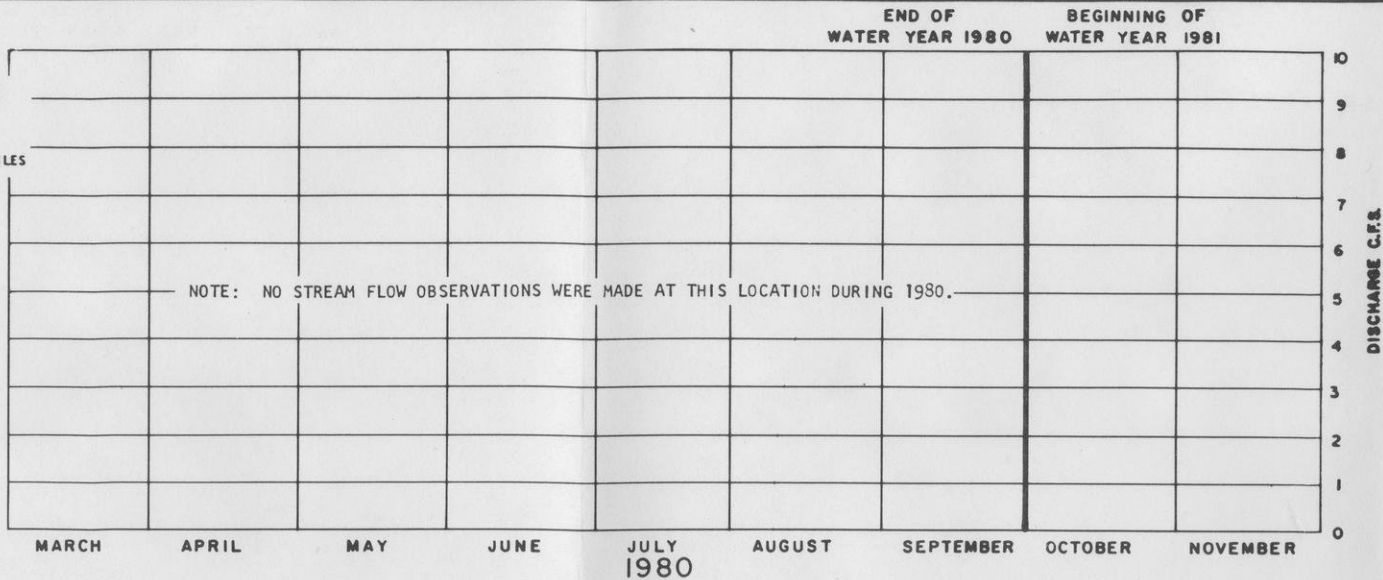 END OF
WATER YEAR 1980
BEGINNING OF
WATER YEAR 1981
10
9
8
7
6
5
4
3
2
1
0
DISCHARGE C.F.S.
LES
NOTE: NO STREAM FLOW OBSERVATIONS WERE MADE AT THIS LOCATION DURING 1980.
MARCH APRIL MAY JUNE JULY AUGUST SEPTEMBER OCTOBER NOVEMBER
1980